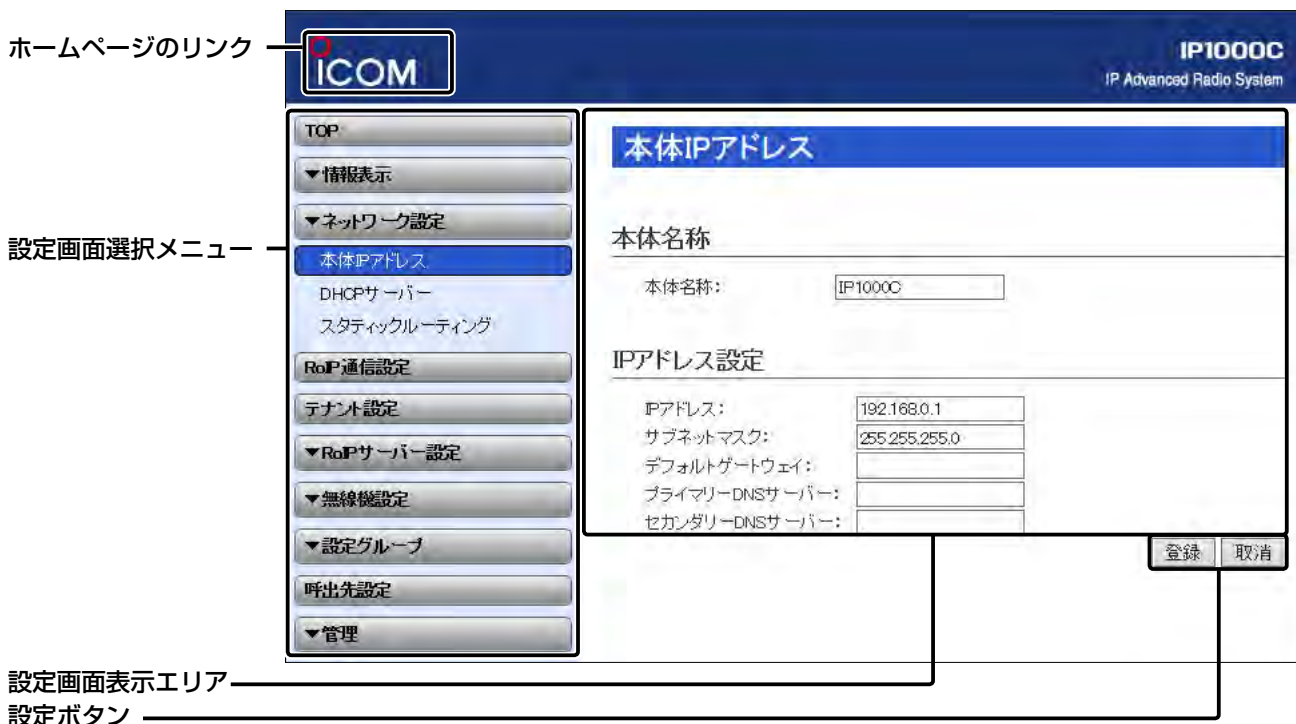 ホームページのリンク
ICOM
IP1000C
IP Advanced Radio System
設定画面選択メニュー
TOP
▼情報表示
▼ネットワーク設定
本体IPアドレス
DHCPサーバー
スタティックルーティング
RoIP通信設定
テナント設定
▼RoIPサーバー設定
▼無線機設定
▼設定グループ
呼出先設定
▼管理
本体IPアドレス
本体名称
本体名称： IP1000C
IPアドレス設定
IPアドレス： 192.168.0.1
サブネットマスク： 255.255.255.0
デフォルトゲートウェイ：
プライマリーDNSサーバー：
セカンダリーDNSサーバー：
登録 取消
設定画面表示エリア
設定ボタン